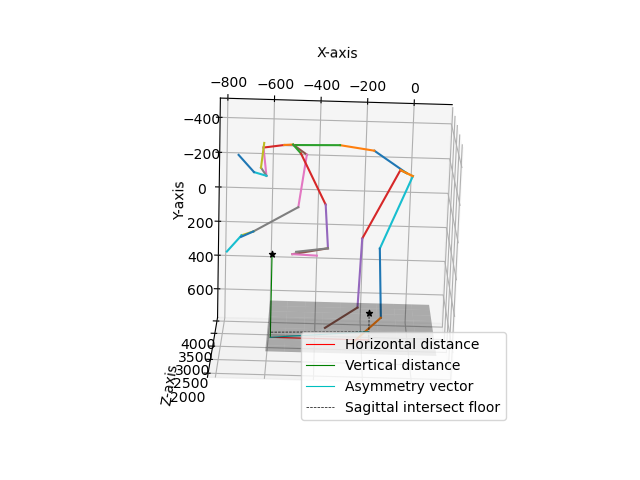 X-axis
−800 −600 −400 −200 0
−400
−200
0
200
400
600
Y-axis
4000
3500
3000
2500
2000
Z-axis
Horizontal distance
Vertical distance
Asymmetry vector
Sagittal intersect floor